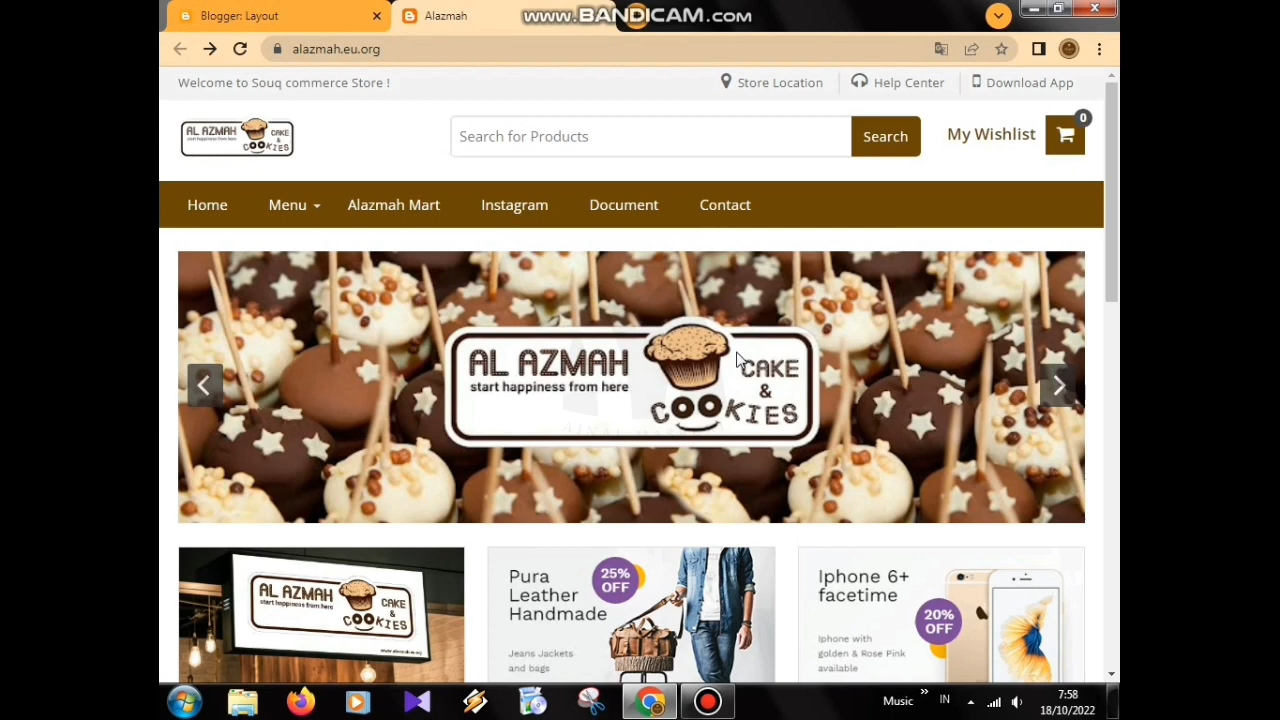 Blogger: Layout
Alazmah
www.BANDICAM.com
alazmah.eu.org
Welcome to Souq commerce Store !
Store Location
Help Center
Download App
AL AZMAH
start happiness from here
CAKE
&
COOKIES
Search for Products
Search
My Wishlist
0
Home
Menu
Alazmah Mart
Instagram
Document
Contact
AL AZMAH
start happiness from here
CAKE
&
COOKIES
AL AZMAH
start happiness from here
CAKE
&
COOKIES
Pura
Leather
Handmade
25%
OFF
Jeans Jackets
and bags
Iphone 6+
facetime
20%
OFF
Iphone with
golden & Rose Pink
available
Music
IN
7:58
18/10/2022